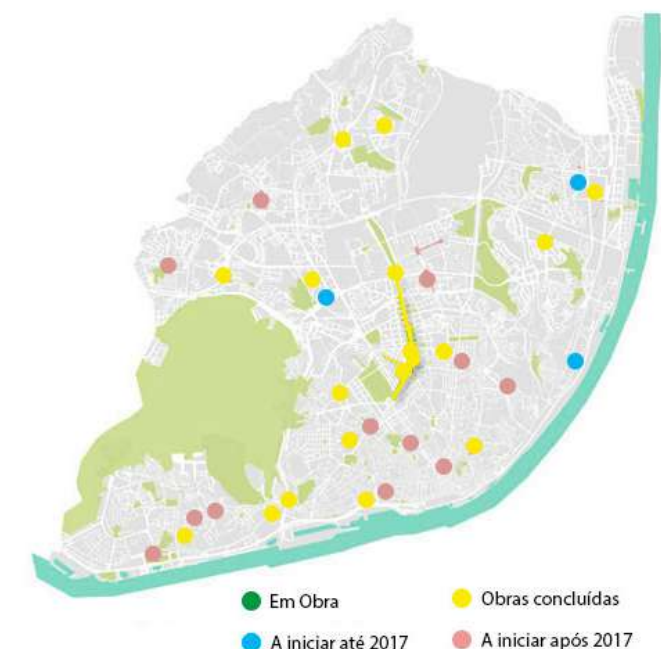 Em Obra
Obras concluídas
A iniciar até 2017
A iniciar após 2017